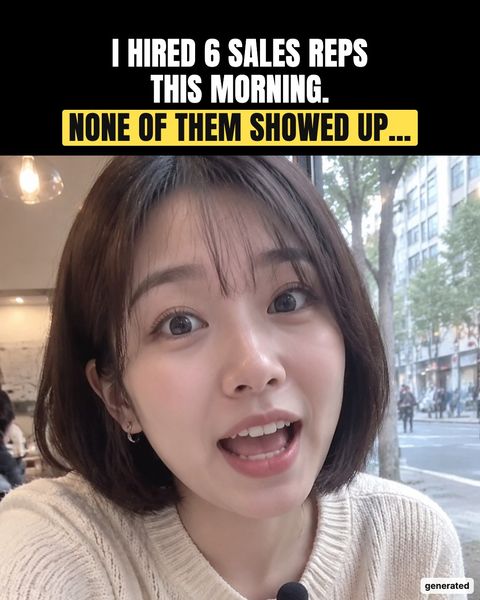 I HIRED 6 SALES REPS
THIS MORNING.
NONE OF THEM SHOWED UP...
generated